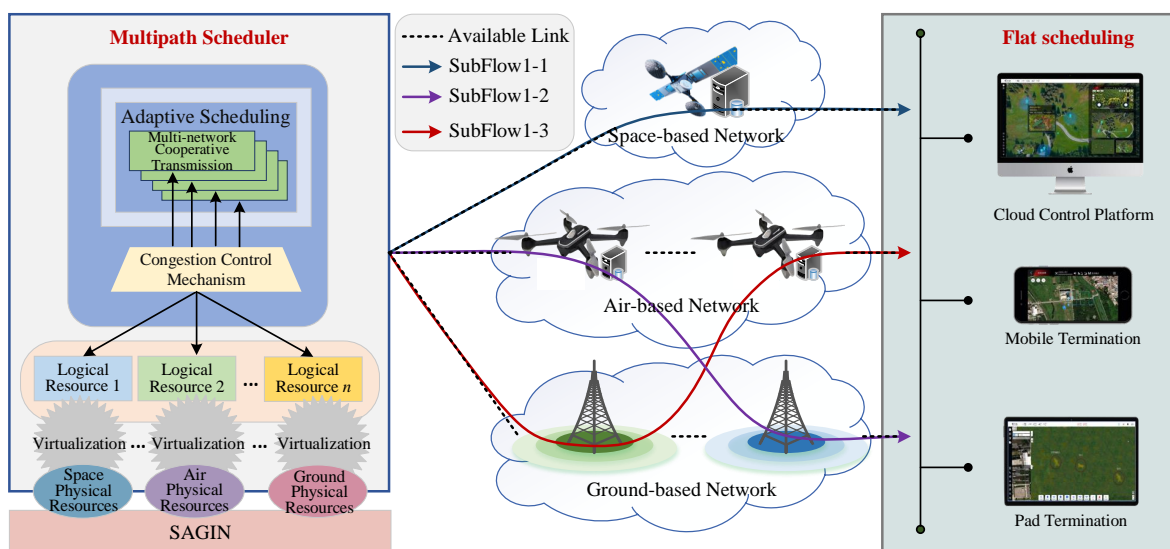 Multipath Scheduler
Adaptive Scheduling
Multi-network
Cooperative
Transmission
Congestion Control
Mechanism
Logical
Resource 1
Logical
Resource 2
...
Logical
Resource n
Virtualization
...
Virtualization
...
Virtualization
Space
Physical
Resources
Air
Physical
Resources
Ground
Physical
Resources
SAGIN
Available Link
SubFlow1-1
SubFlow1-2
SubFlow1-3
Space-based Network
Air-based Network
Ground-based Network
Flat scheduling
Cloud Control Platform
Mobile Termination
Pad Termination